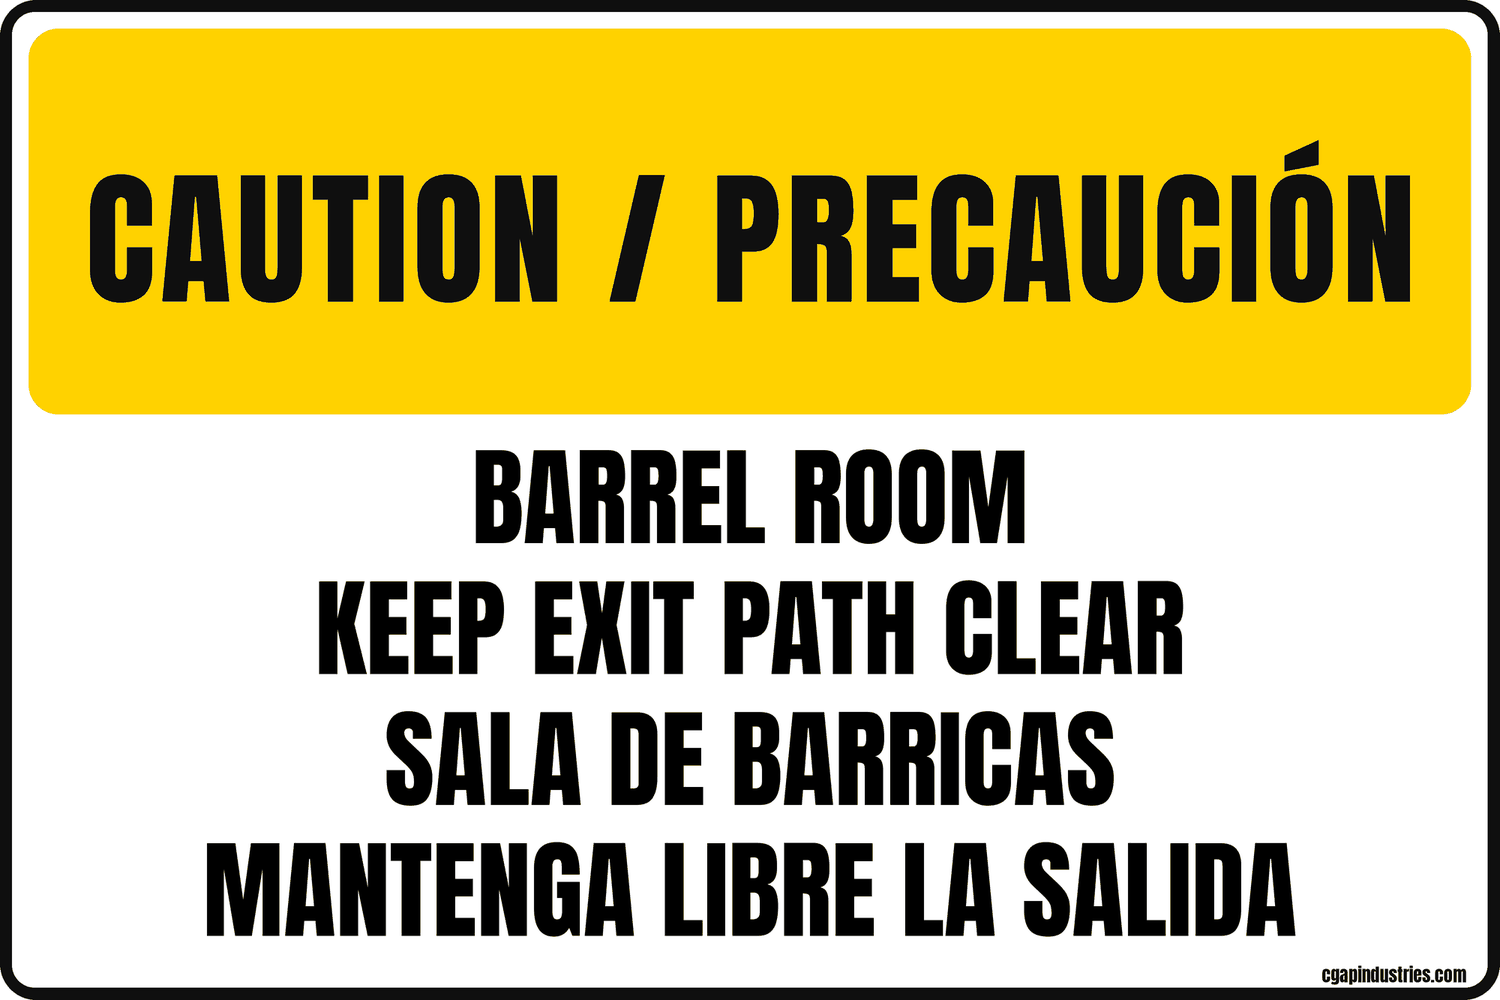 CAUTION / PRECAUCIÓN
BARREL ROOM
KEEP EXIT PATH CLEAR
SALA DE BARRICAS
MANTENGA LIBRE LA SALIDA
cgapindustries.com